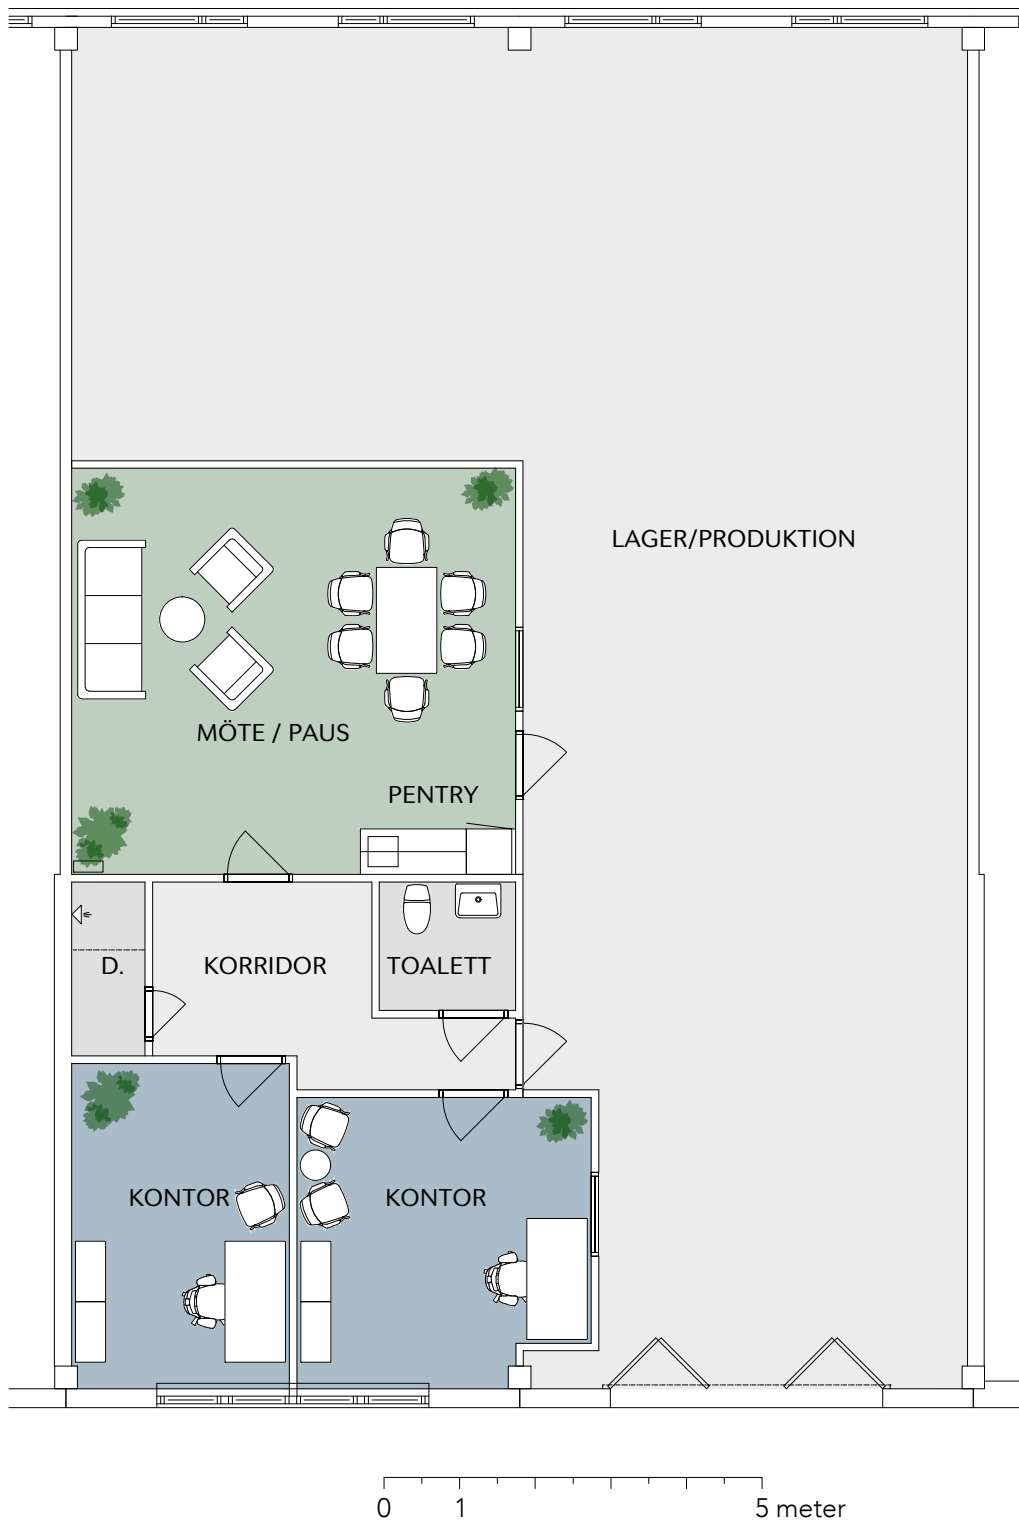 LAGER/PRODUKTION
MÖTE / PAUS
PENTRY
D.
KORRIDOR
TOALETT
KONTOR
KONTOR
0 1 5 meter